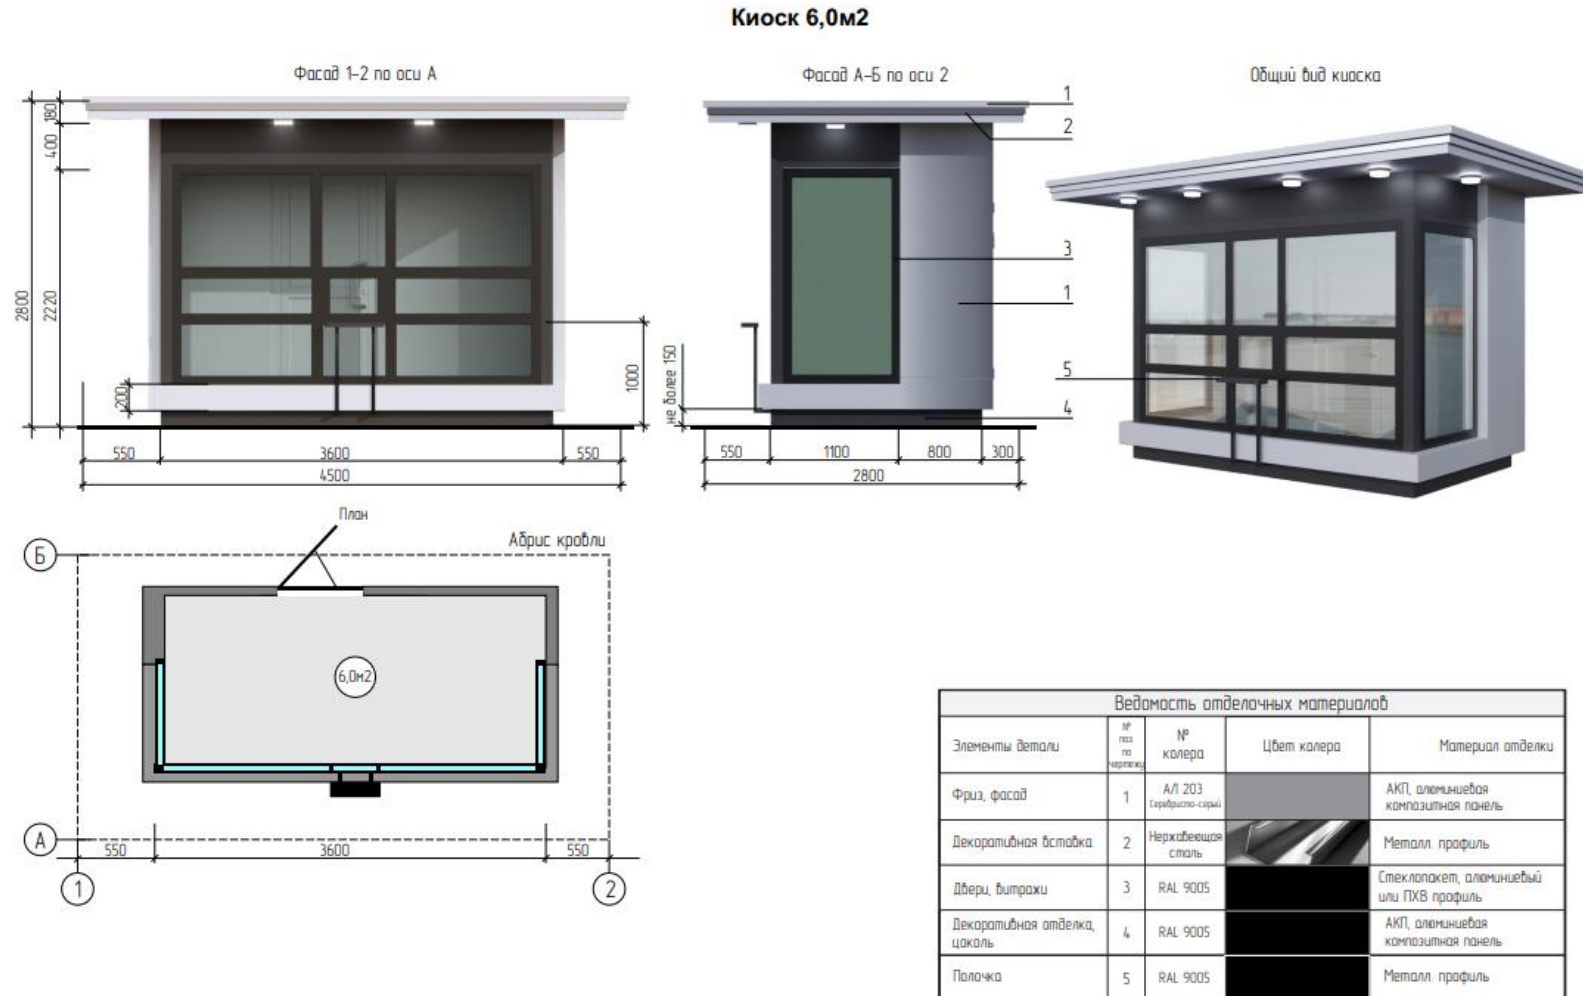 Киоск 6,0м2
Фасад 1-2 по оси А
Фасад А-Б по оси 2
Общий вид киоска
180
400
2220
2800
200
1000
550
3600
550
4500
1
2
3
1
4
не более 150
550
1100
800
300
2800
5
План
Абрис кровли
Б
6,0м2
А
550
3600
550
1
2
Ведомость отделочных материалов
Элементы детали
№ поз. по чертежу
№ колера
Цвет колера
Материал отделки
Фриз, фасад
1
АЛ 203
Серебристо-серый
АКП, алюминиевая
композитная панель
Декоративная вставка
2
Нержавеющая
сталь
Металл. профиль
Двери, витражи
3
RAL 9005
Стеклопакет, алюминиевый
или ПХВ профиль
Декоративная отделка,
цоколь
4
RAL 9005
АКП, алюминиевая
композитная панель
Полочка
5
RAL 9005
Металл. профиль